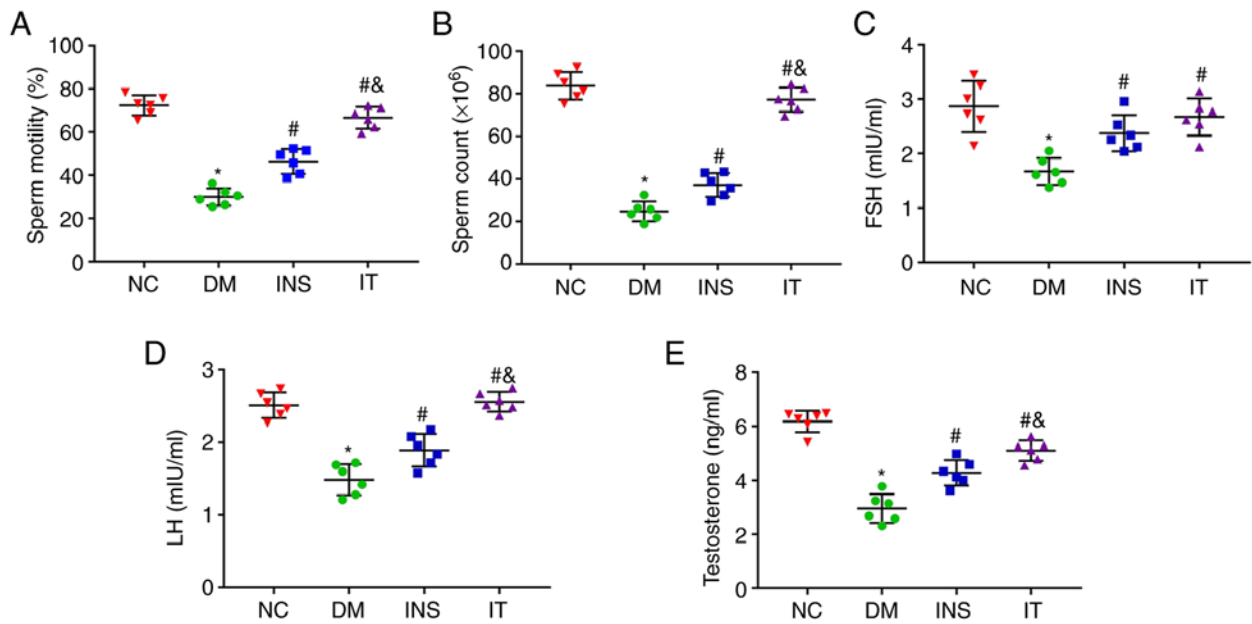 A
Sperm motility (%)
100
80
60
40
20
0
*
#
#&
NC DM INS IT
B
Sperm count (×10⁶)
100
80
60
40
20
0
*
#
#&
NC DM INS IT
C
FSH (mIU/ml)
4
3
2
1
0
*
#
#
NC DM INS IT
D
LH (mIU/ml)
3
2
1
0
*
#
#&
NC DM INS IT
E
Testosterone (ng/ml)
8
6
4
2
0
*
#
#&
NC DM INS IT